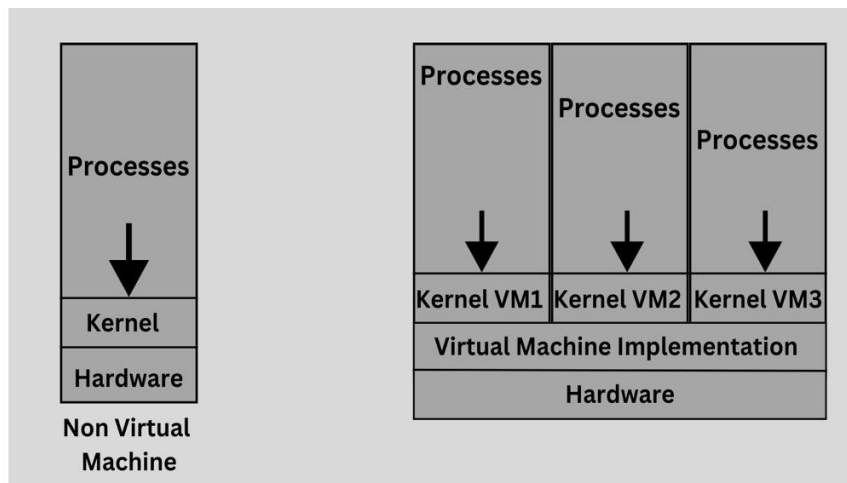 Processes
Kernel
Hardware
Non Virtual
Machine
Processes
Processes
Processes
Kernel VM1
Kernel VM2
Kernel VM3
Virtual Machine Implementation
Hardware